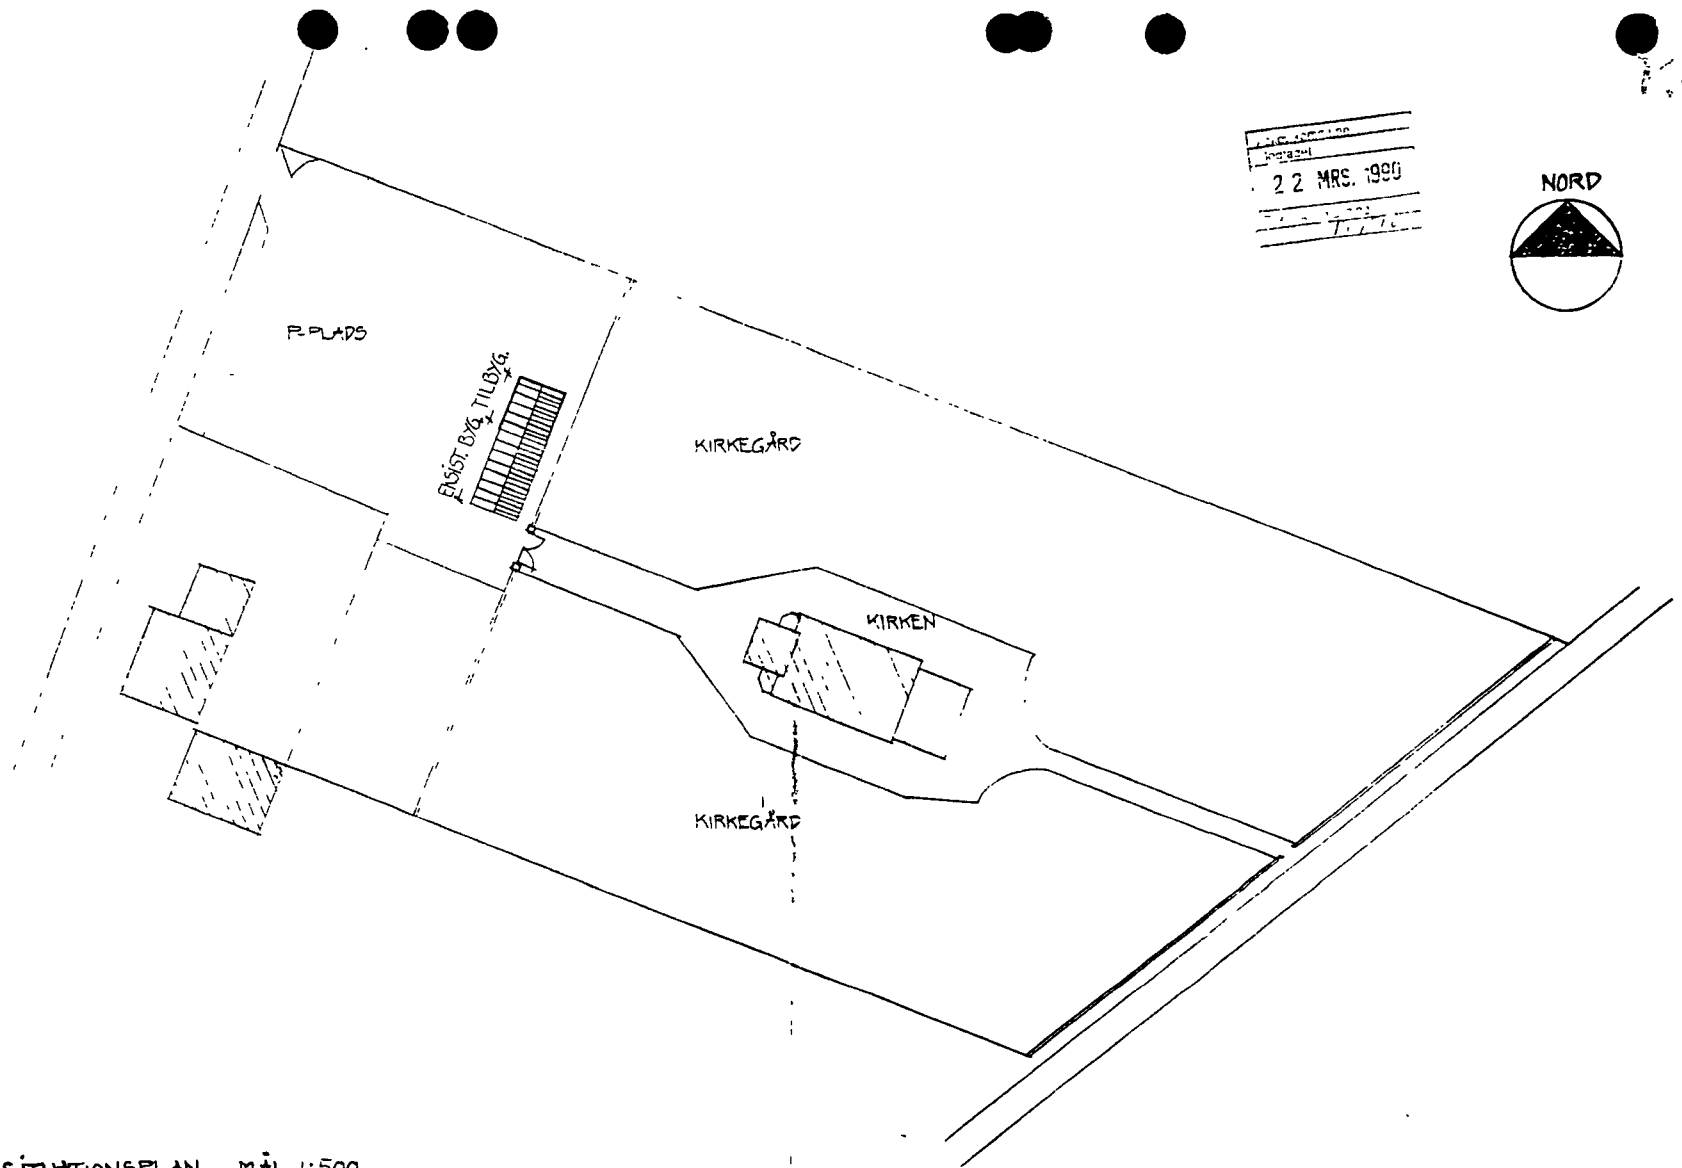 22 MRS. 1990
NORD
P-PLADS
EKSIST. BYG. TILBYG.
KIRKEGÅRD
KIRKEN
KIRKEGÅRD
SITUATIONSPLAN MÅL 1:500